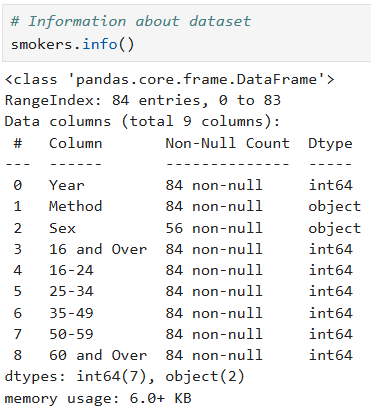 # Information about dataset
smokers.info()
<class 'pandas.core.frame.DataFrame'>
RangeIndex: 84 entries, 0 to 83
Data columns (total 9 columns):
 #   Column       Non-Null Count  Dtype
---  ------       --------------  -----
 0   Year         84 non-null     int64
 1   Method       84 non-null     object
 2   Sex          56 non-null     object
 3   16 and Over  84 non-null     int64
 4   16-24        84 non-null     int64
 5   25-34        84 non-null     int64
 6   35-49        84 non-null     int64
 7   50-59        84 non-null     int64
 8   60 and Over  84 non-null     int64
dtypes: int64(7), object(2)
memory usage: 6.0+ KB